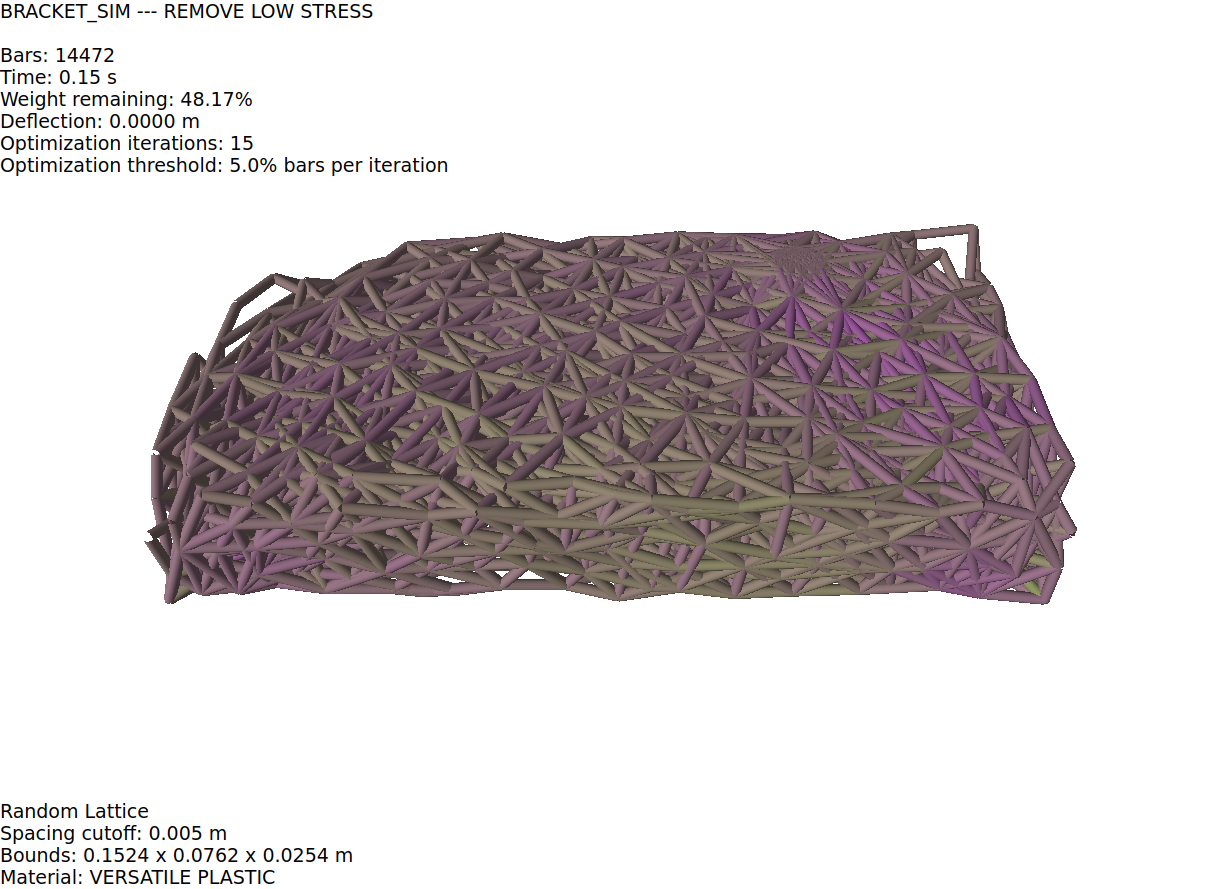 BRACKET_SIM --- REMOVE LOW STRESS
Bars: 14472
Time: 0.15 s
Weight remaining: 48.17%
Deflection: 0.0000 m
Optimization iterations: 15
Optimization threshold: 5.0% bars per iteration
Random Lattice
Spacing cutoff: 0.005 m
Bounds: 0.1524 x 0.0762 x 0.0254 m
Material: VERSATILE PLASTIC